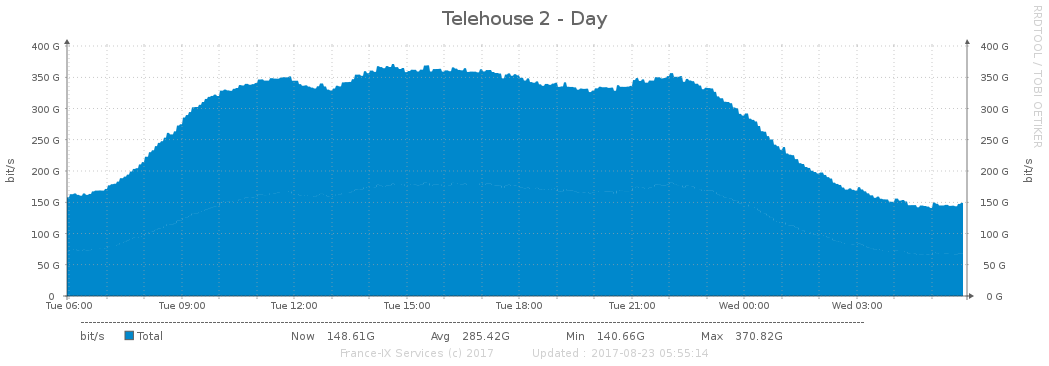 Telehouse 2 - Day
RRDTOOL / TOBI OETIKER
bit/s
400 G 400 G
350 G 350 G
300 G 300 G
250 G 250 G
200 G 200 G
150 G 150 G
100 G 100 G
50 G 50 G
0 0 G
bit/s
Tue 06:00 Tue 09:00 Tue 12:00 Tue 15:00 Tue 18:00 Tue 21:00 Wed 00:00 Wed 03:00
bit/s Total Now 148.61G Avg 285.42G Min 140.66G Max 370.82G
France-IX Services (c) 2017 Updated : 2017-08-23 05:55:14